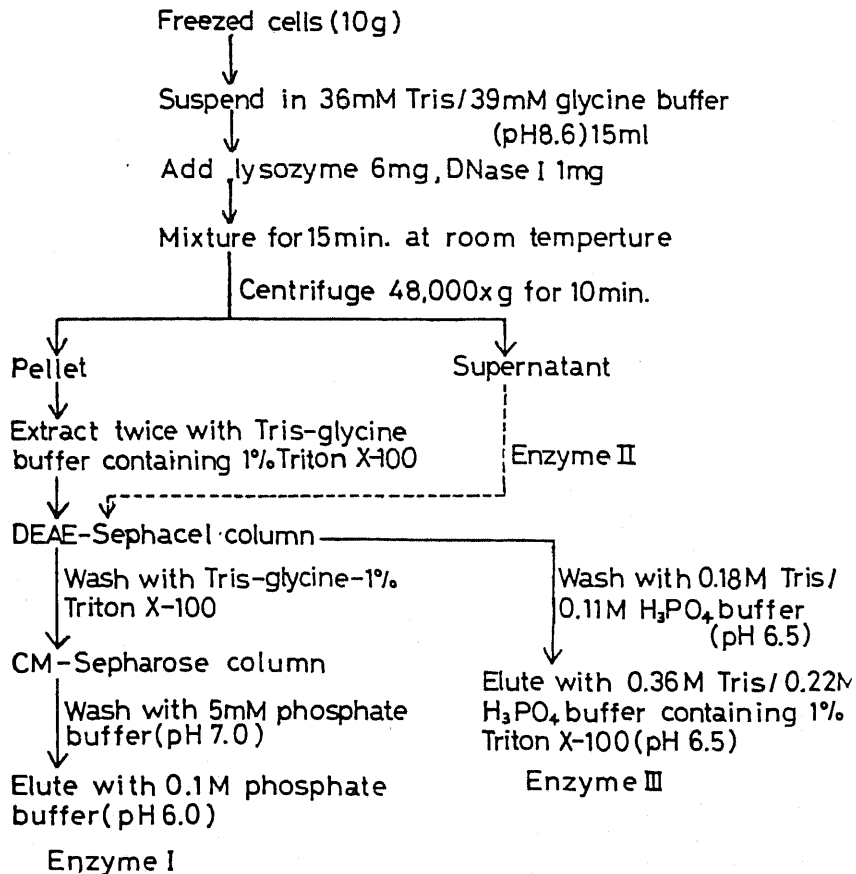 Freezed cells (10g)
Suspend in 36mM Tris/39mM glycine buffer
(pH8.6)15ml
Add lysozyme 6mg, DNase I 1mg
Mixture for 15min. at room temperture
Centrifuge 48,000xg for 10min.
Pellet
Supernatant
Extract twice with Tris-glycine
buffer containing 1% Triton X-100
Enzyme II
DEAE-Sephacel column
Wash with Tris-glycine-1%
Triton X-100
Wash with 0.18M Tris/
0.11M H₃PO₄ buffer
(pH 6.5)
CM-Sepharose column
Wash with 5mM phosphate
buffer(pH 7.0)
Elute with 0.36M Tris/0.22M
H₃PO₄ buffer containing 1%
Triton X-100(pH 6.5)
Enzyme III
Elute with 0.1M phosphate
buffer(pH 6.0)
Enzyme I